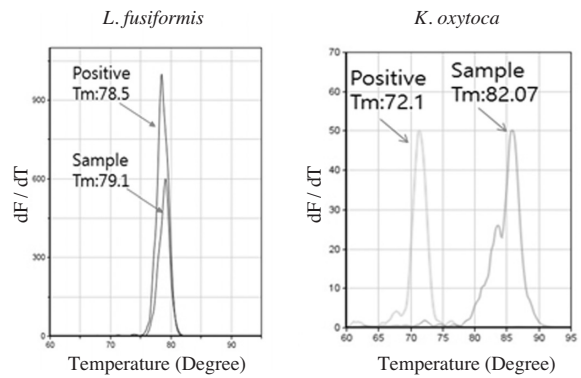 L. fusiformis
Positive
Tm:78.5
Sample
Tm:79.1
900
600
300
60
70
80
90
dF / dT
Temperature (Degree)
K. oxytoca
Positive
Tm:72.1
Sample
Tm:82.07
70
60
50
40
30
20
10
0
60
65
70
75
80
85
90
95
dF / dT
Temperature (Degree)